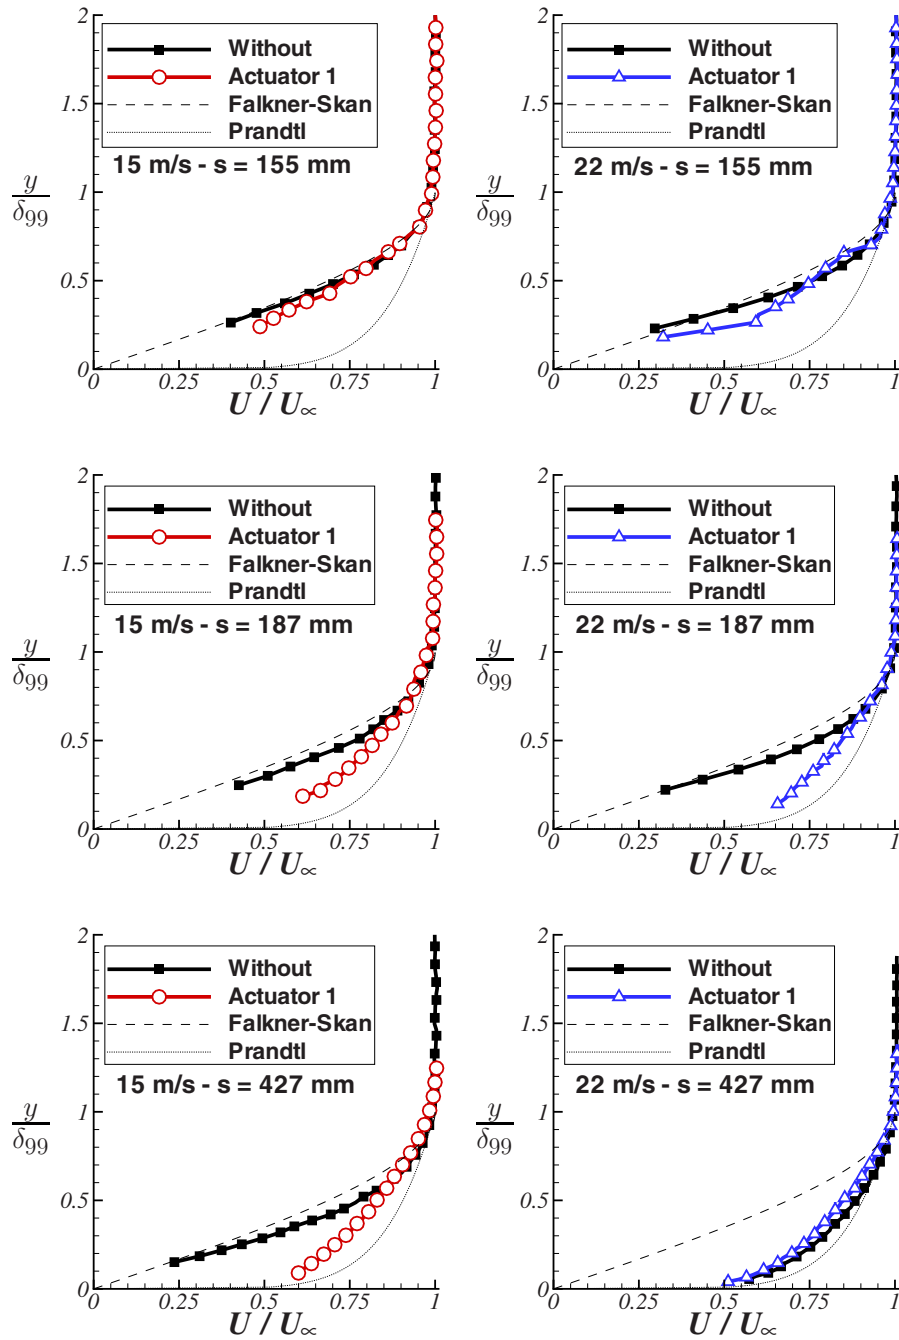 2
Without
Actuator 1
Falkner-Skan
Prandtl
15 m/s - s = 155 mm
1.5
1
y
δ99
0.5
0
0 0.25 0.5 0.75 1
U / U∞
2
Without
Actuator 1
Falkner-Skan
Prandtl
22 m/s - s = 155 mm
1.5
1
y
δ99
0.5
0
0 0.25 0.5 0.75 1
U / U∞
2
Without
Actuator 1
Falkner-Skan
Prandtl
15 m/s - s = 187 mm
1.5
1
y
δ99
0.5
0
0 0.25 0.5 0.75 1
U / U∞
2
Without
Actuator 1
Falkner-Skan
Prandtl
22 m/s - s = 187 mm
1.5
1
y
δ99
0.5
0
0 0.25 0.5 0.75 1
U / U∞
2
Without
Actuator 1
Falkner-Skan
Prandtl
15 m/s - s = 427 mm
1.5
1
y
δ99
0.5
0
0 0.25 0.5 0.75 1
U / U∞
2
Without
Actuator 1
Falkner-Skan
Prandtl
22 m/s - s = 427 mm
1.5
1
y
δ99
0.5
0
0 0.25 0.5 0.75 1
U / U∞